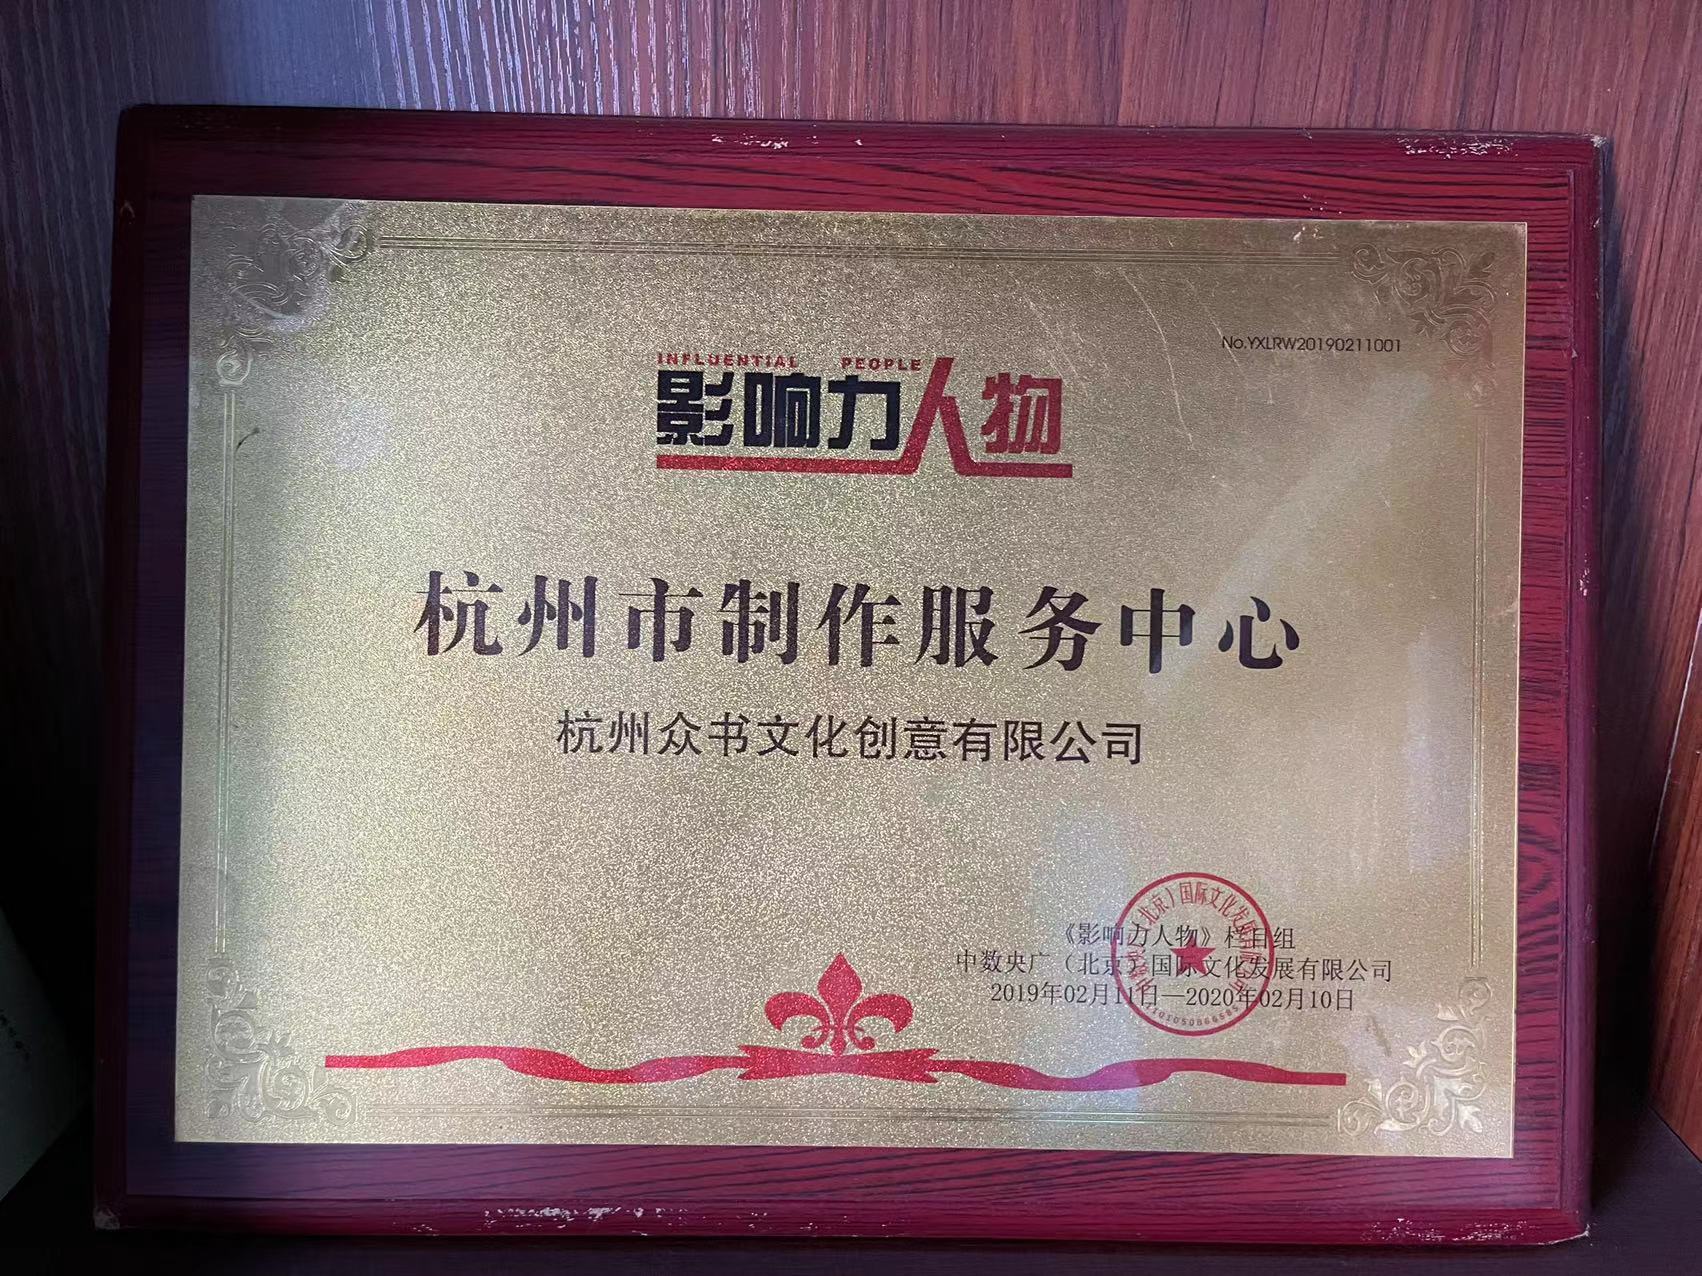 No.YXLRW20190211001
INFLUENTIAL PEOPLE
影响力人物
杭州市制作服务中心
杭州众书文化创意有限公司
《影响力人物》栏目组
中数央广（北京）国际文化发展有限公司
2019年02月11日—2020年02月10日